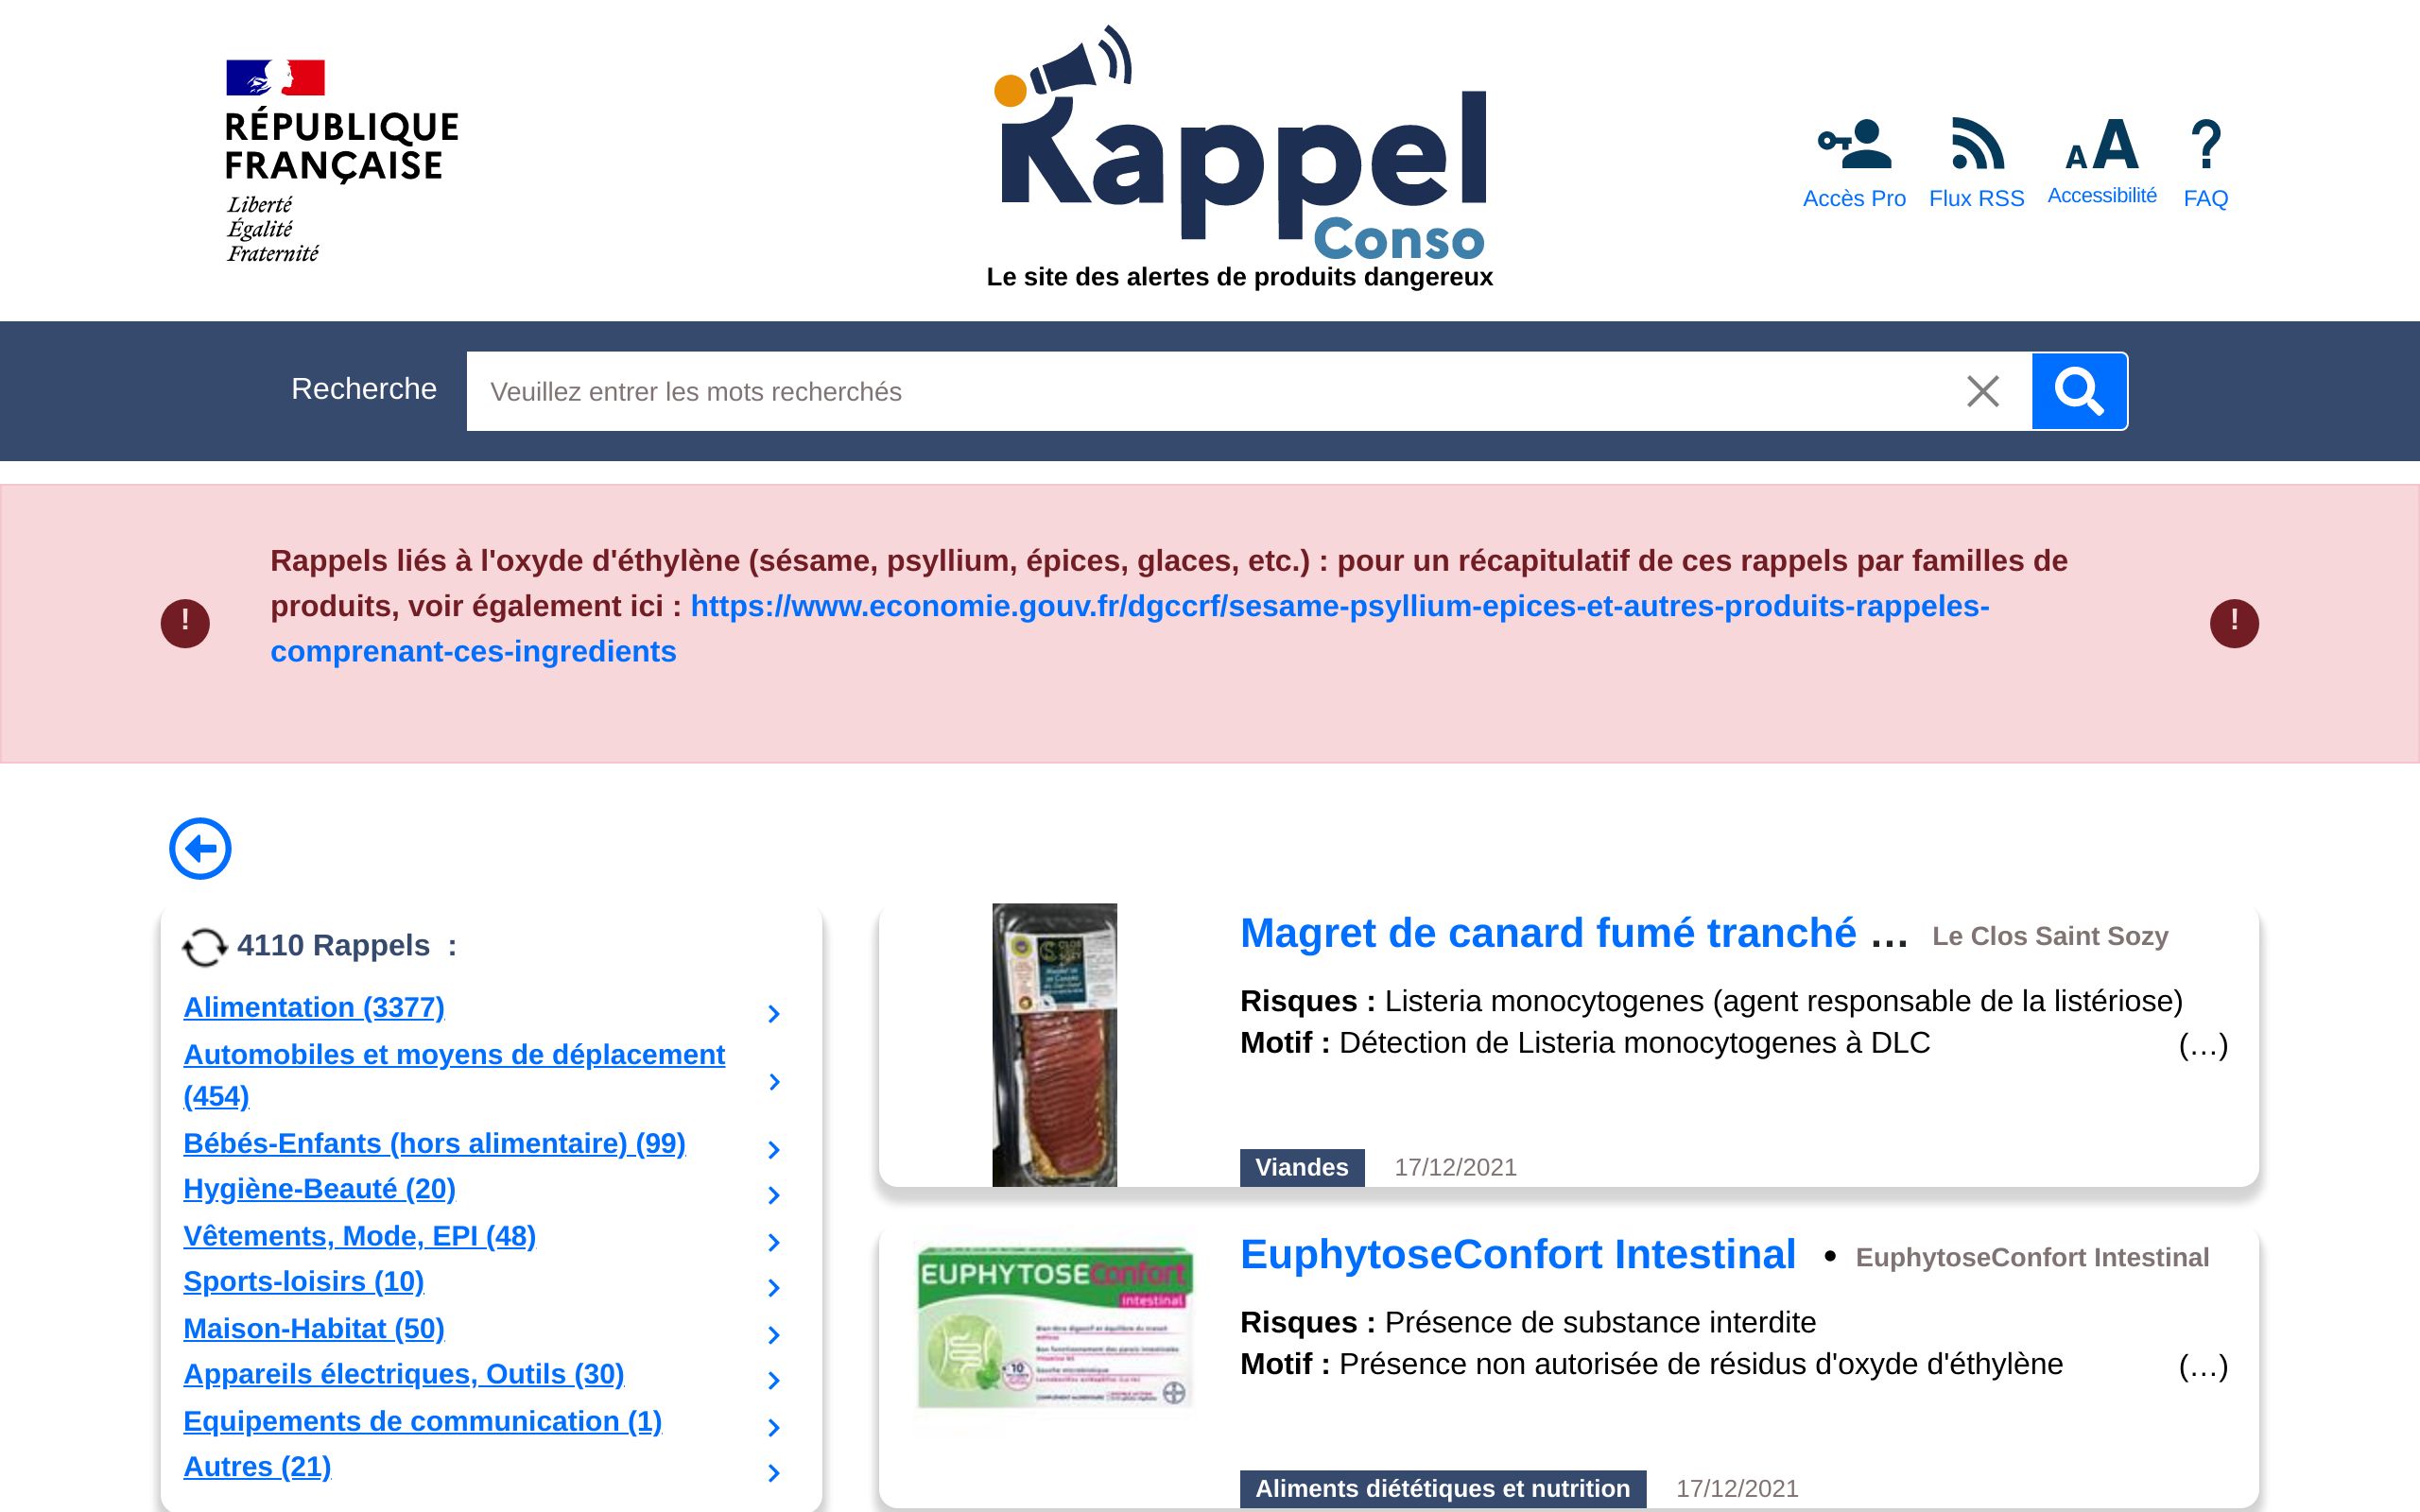 RÉPUBLIQUE
FRANÇAISE
Liberté
Égalité
Fraternité
Rappel
Conso
Le site des alertes de produits dangereux
Accès Pro
Flux RSS
AA
Accessibilité
?
FAQ
Recherche
Veuillez entrer les mots recherchés
Rappels liés à l'oxyde d'éthylène (sésame, psyllium, épices, glaces, etc.) : pour un récapitulatif de ces rappels par familles de
! produits, voir également ici : https://www.economie.gouv.fr/dgccrf/sesame-psyllium-epices-et-autres-produits-rappeles- !
comprenant-ces-ingredients
4110 Rappels :
Alimentation (3377)
Automobiles et moyens de déplacement
(454)
Bébés-Enfants (hors alimentaire) (99)
Hygiène-Beauté (20)
Vêtements, Mode, EPI (48)
Sports-loisirs (10)
Maison-Habitat (50)
Appareils électriques, Outils (30)
Equipements de communication (1)
Autres (21)
Magret de canard fumé tranché ... Le Clos Saint Sozy
Risques : Listeria monocytogenes (agent responsable de la listériose)
Motif : Détection de Listeria monocytogenes à DLC (…)
Viandes 17/12/2021
EUPHYTOSEConfort
intestinal
EuphytoseConfort Intestinal • EuphytoseConfort Intestinal
Risques : Présence de substance interdite
Motif : Présence non autorisée de résidus d'oxyde d'éthylène (…)
Aliments diététiques et nutrition 17/12/2021